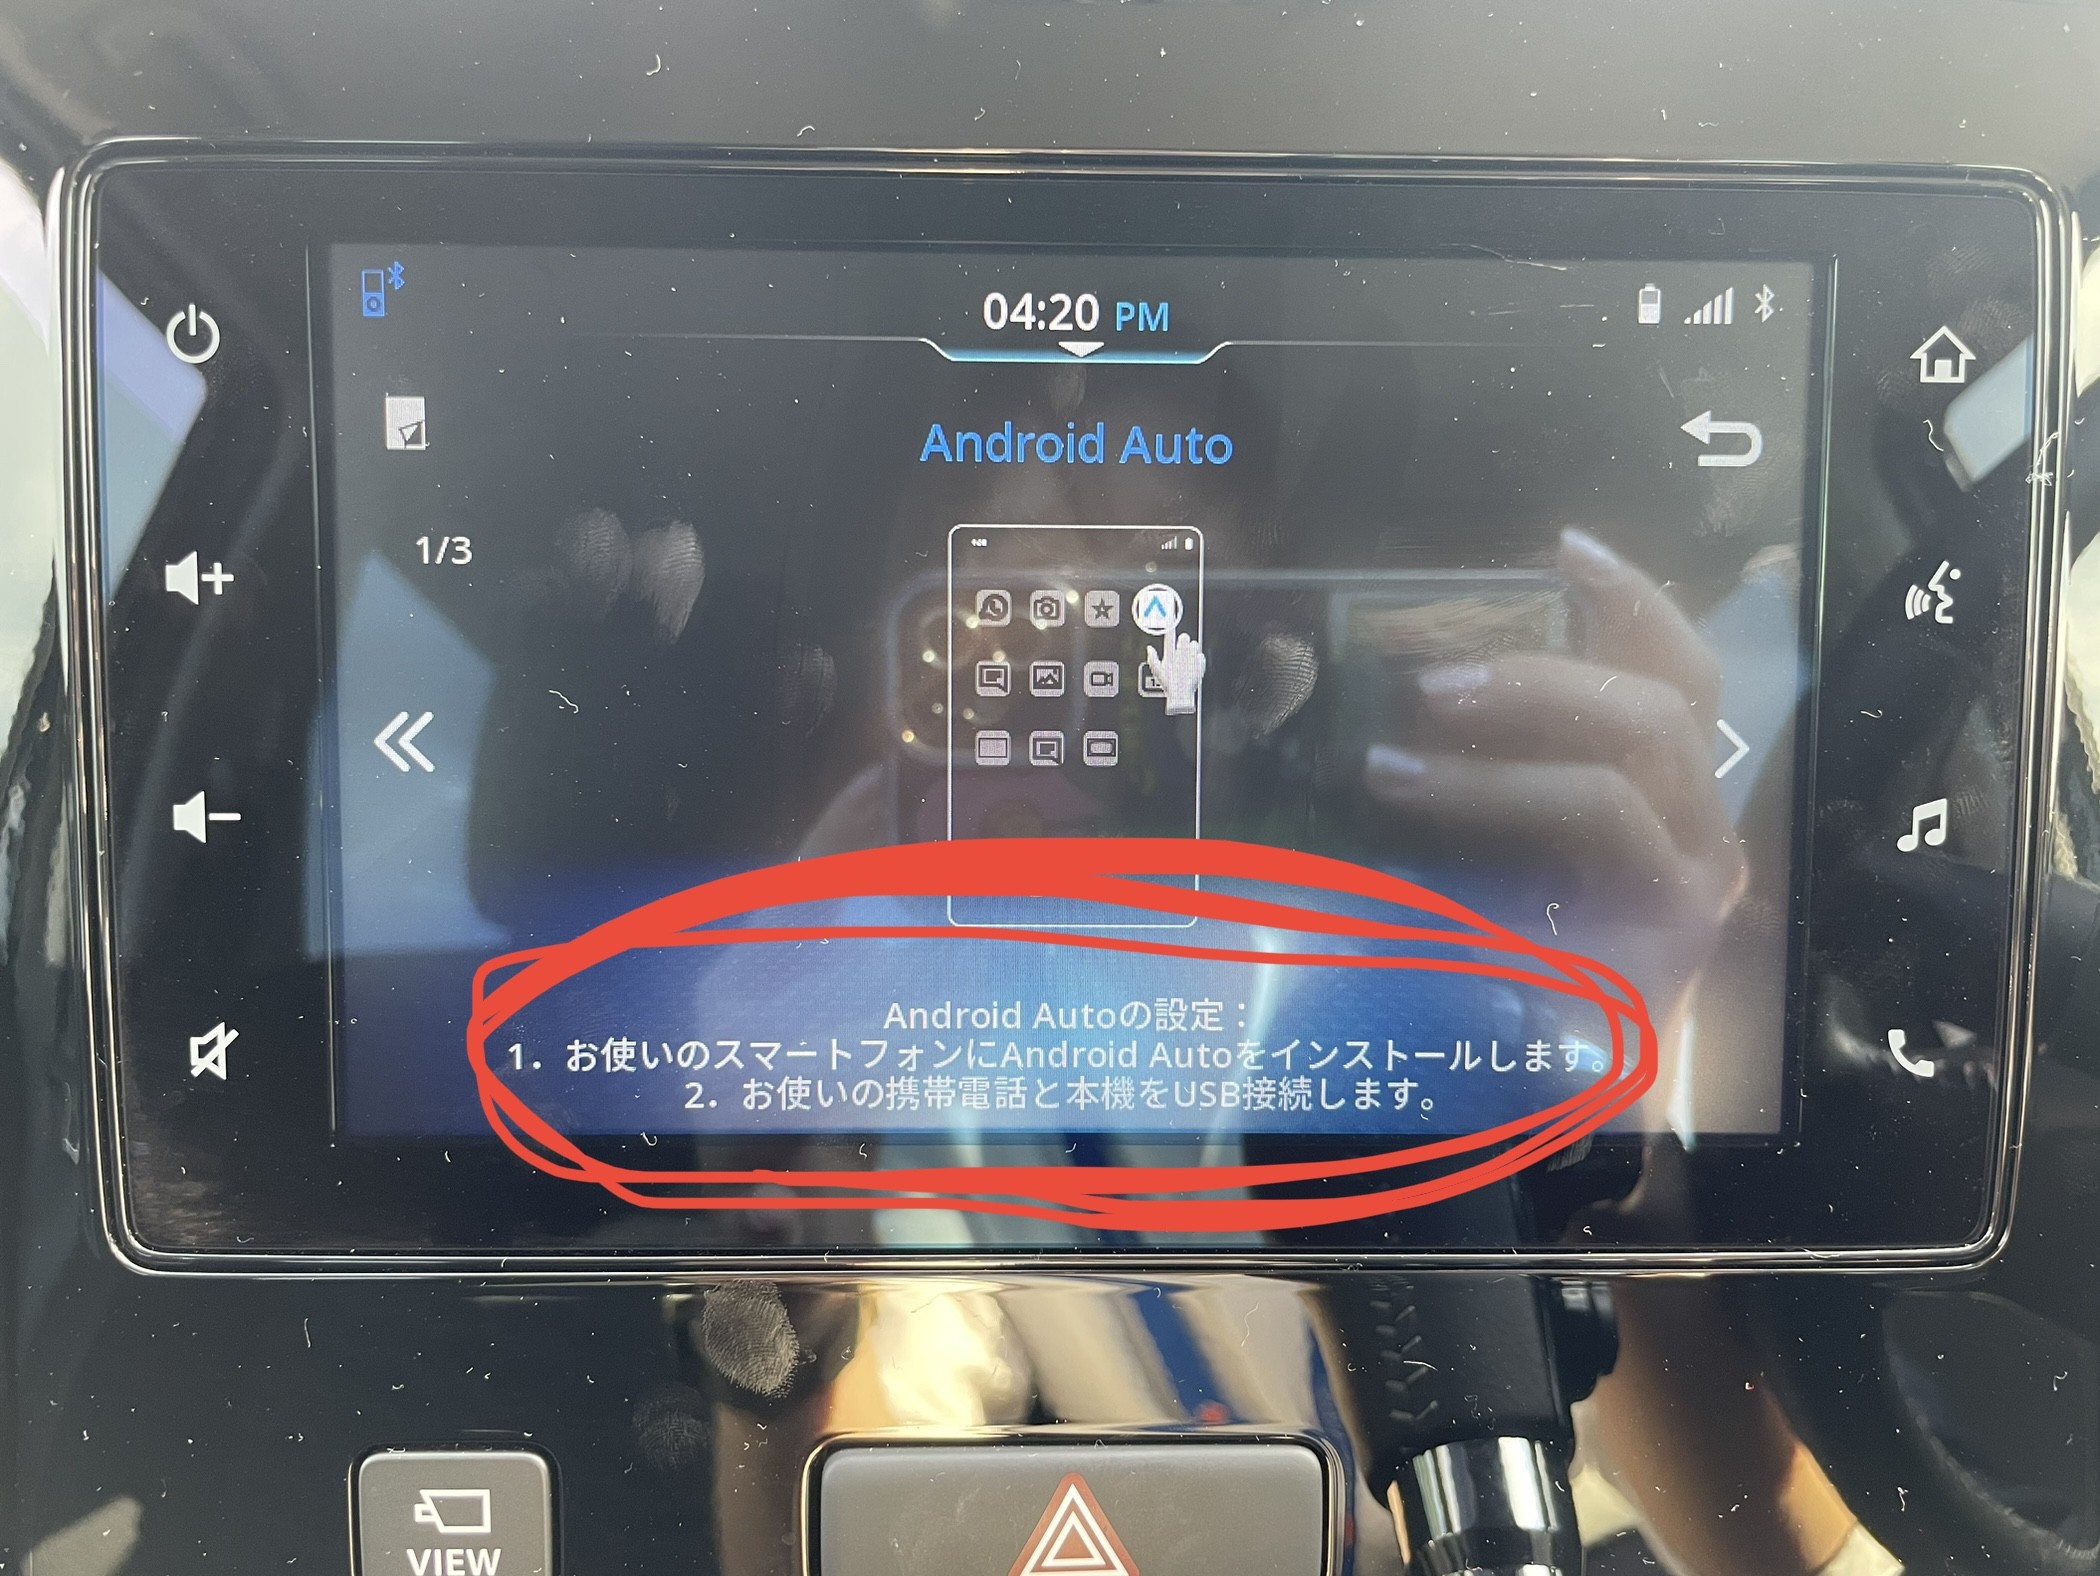 04:20 PM
Android Auto
1/3
Android Autoの設定：
1. お使いのスマートフォンにAndroid Autoをインストールします。
2. お使いの携帯電話と本機をUSB接続します。
VIEW